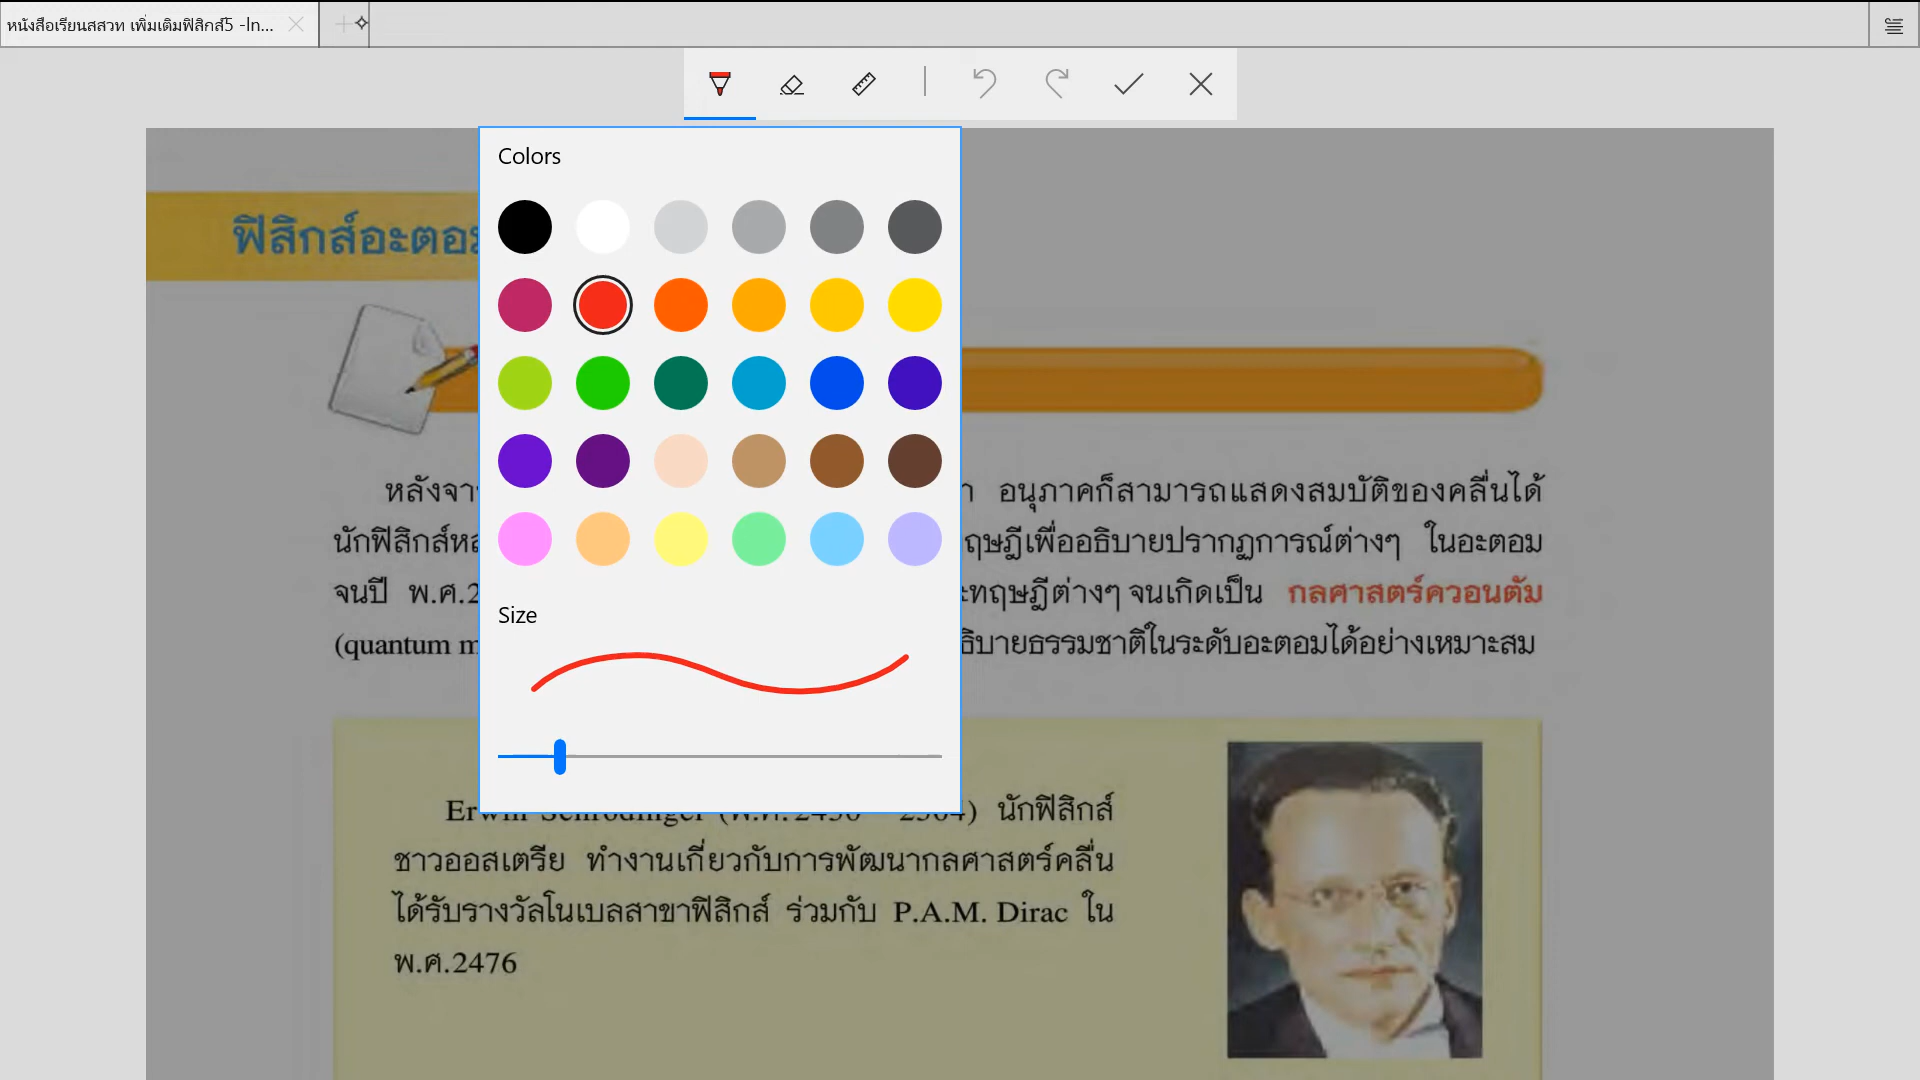 หนังสือเรียนสสวท เพิ่มเติมฟิสิกส์5 -In...
Colors
Size
ฟิสิกส์อะตอม
หลังจาก
อนุภาคก็สามารถแสดงสมบัติของคลื่นได้
นักฟิสิกส์
ทฤษฎีเพื่ออธิบายปรากฏการณ์ต่างๆ ในอะตอม
จนปี พ.ศ.2
ทฤษฎีต่างๆ จนเกิดเป็น กลศาสตร์ควอนตัม
(quantum m
ธิบายธรรมชาติในระดับอะตอมได้อย่างเหมาะสม
Erwin Schrodinger (พ.ศ. 2430 - 2504) นักฟิสิกส์
ชาวออสเตรีย ทำงานเกี่ยวกับการพัฒนากลศาสตร์คลื่น
ได้รับรางวัลโนเบลสาขาฟิสิกส์ ร่วมกับ P.A.M. Dirac ใน
พ.ศ.2476